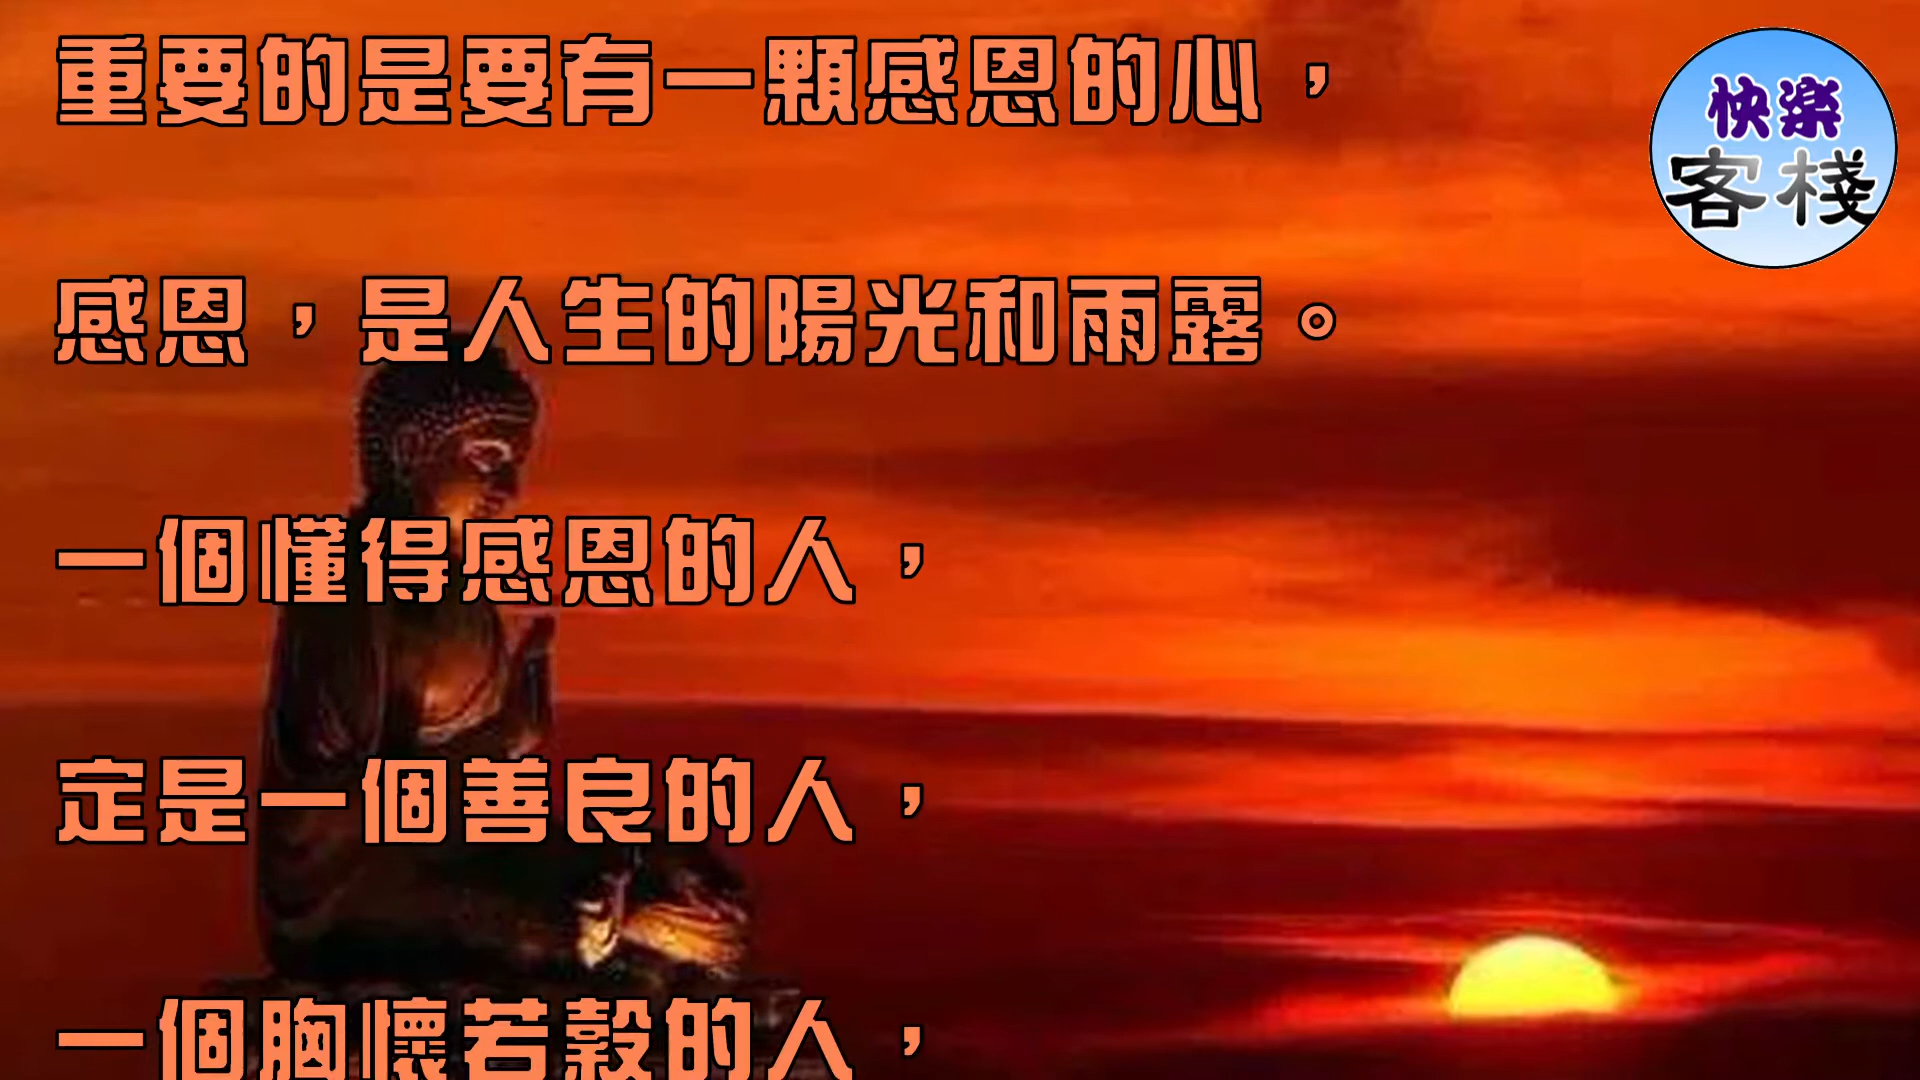 重要的是要有一顆感恩的心，
感恩，是人生的陽光和雨露。
一個懂得感恩的人，
定是一個善良的人，
一個胸懷若穀的人，
快樂
客棧